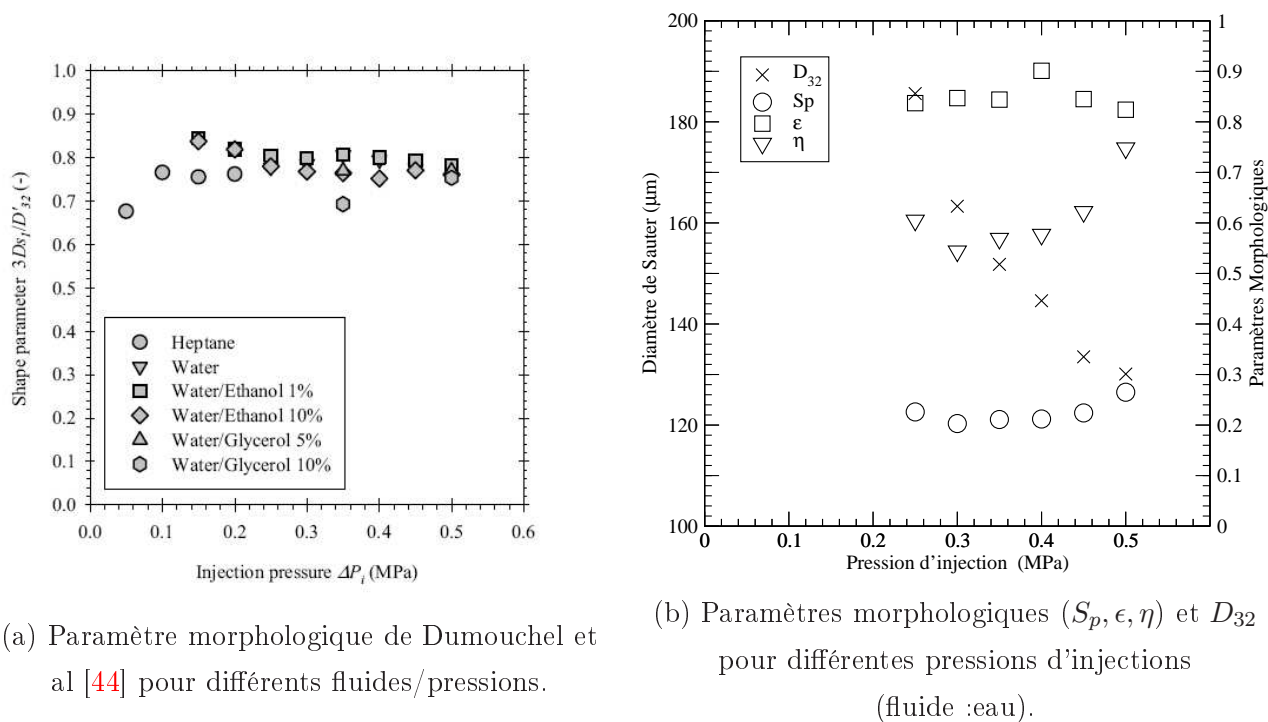 1.0
0.9
0.8
0.7
0.6
0.5
0.4
0.3
0.2
0.1
0.0
Shape parameter 3Ds₁/D'₃₂ (-)
Heptane
Water
Water/Ethanol 1%
Water/Ethanol 10%
Water/Glycerol 5%
Water/Glycerol 10%
0.0 0.1 0.2 0.3 0.4 0.5 0.6
Injection pressure ΔPᵢ (MPa)
(a) Paramètre morphologique de Dumouchel et
al [44] pour différents fluides/pressions.
200
180
160
140
120
100
Diamètre de Sauter (μm)
D₃₂
Sp
ε
η
1
0.9
0.8
0.7
0.6
0.5
0.4
0.3
0.2
0.1
0
Paramètres Morphologiques
0 0.1 0.2 0.3 0.4 0.5
Pression d'injection (MPa)
(b) Paramètres morphologiques (Sₚ, ϵ, η) et D₃₂
pour différentes pressions d'injections
(fluide :eau).